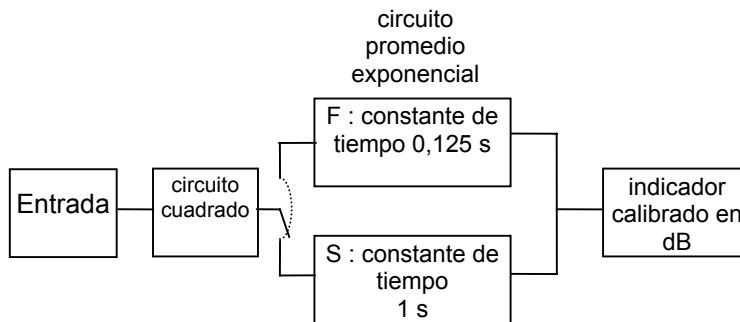 circuito
promedio
exponencial
F : constante de
tiempo 0,125 s
Entrada
circuito
cuadrado
indicador
calibrado en
dB
S : constante de
tiempo
1 s